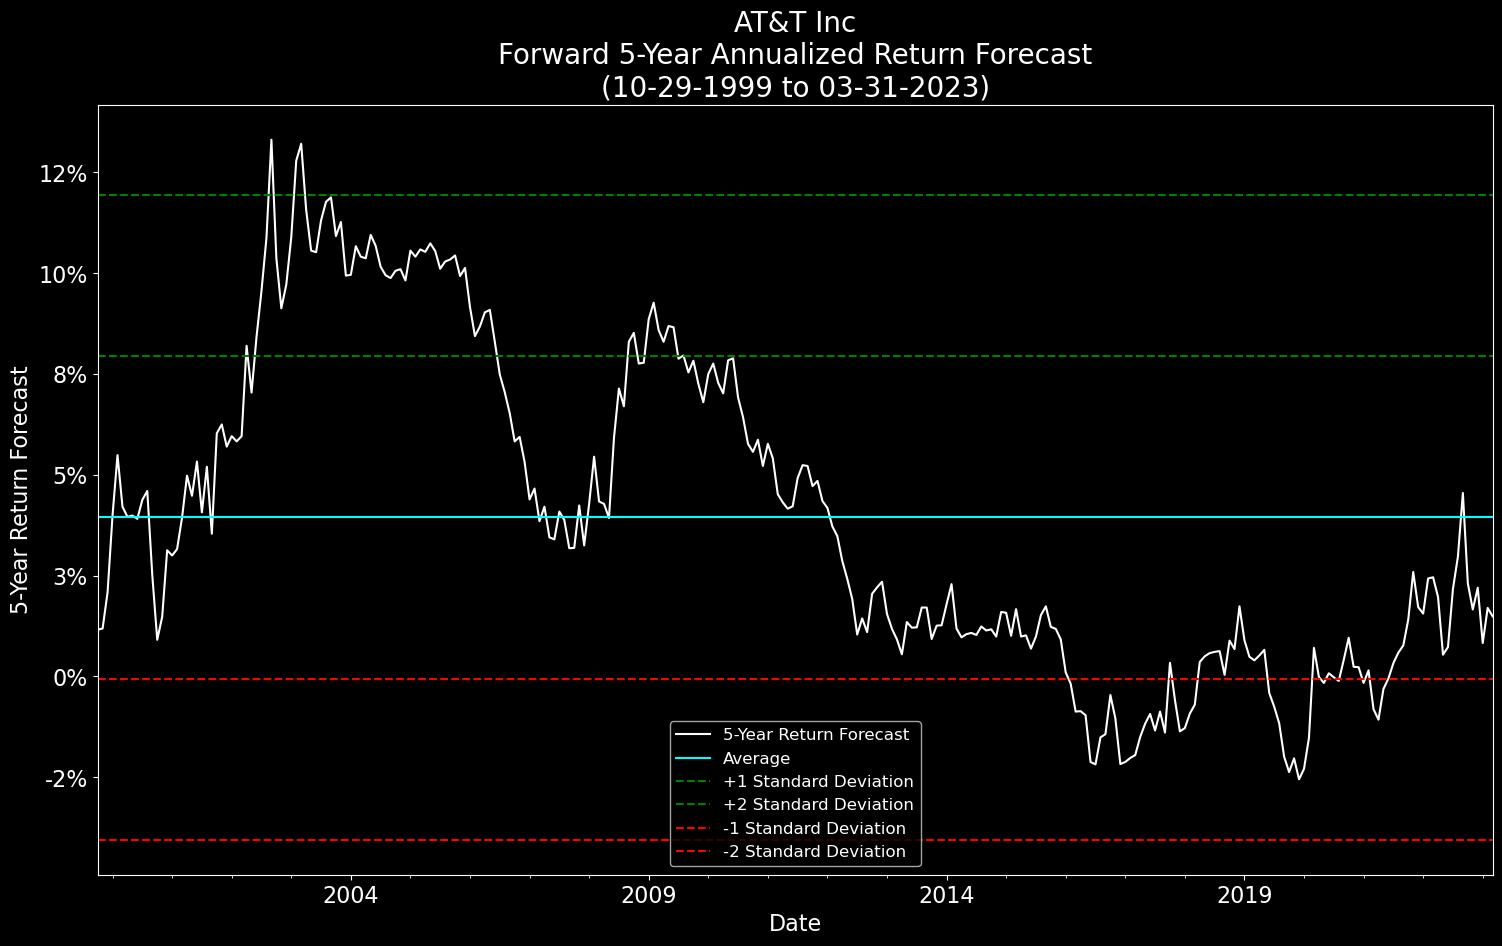 AT&T Inc
Forward 5-Year Annualized Return Forecast
(10-29-1999 to 03-31-2023)
12%
10%
8%
5%
3%
0%
-2%
5-Year Return Forecast
5-Year Return Forecast
Average
+1 Standard Deviation
+2 Standard Deviation
-1 Standard Deviation
-2 Standard Deviation
2004
2009
2014
2019
Date